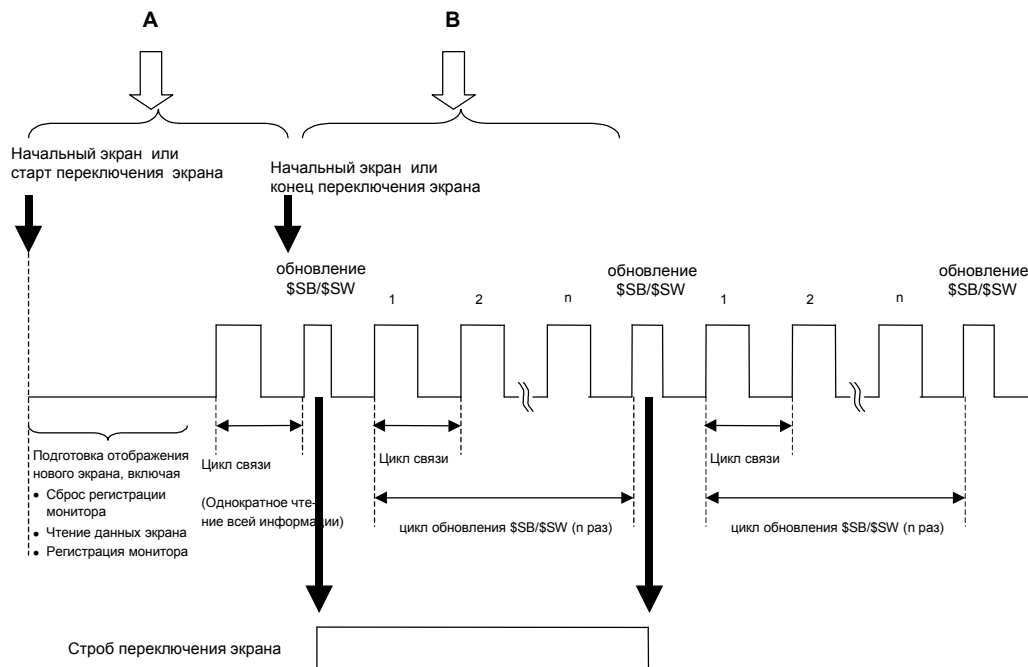 A
B
Начальный экран или
старт переключения экрана
Начальный экран или
конец переключения экрана
обновление
$SB/$SW
1
2
n
обновление
$SB/$SW
1
2
n
обновление
$SB/$SW
Подготовка отображения
нового экрана, включая
• Сброс регистрации
монитора
• Чтение данных экрана
• Регистрация монитора
Цикл связи
(Однократное чте-
ние всей информации)
Цикл связи
цикл обновления $SB/$SW (n раз)
Цикл связи
цикл обновления $SB/$SW (n раз)
Строб переключения экрана